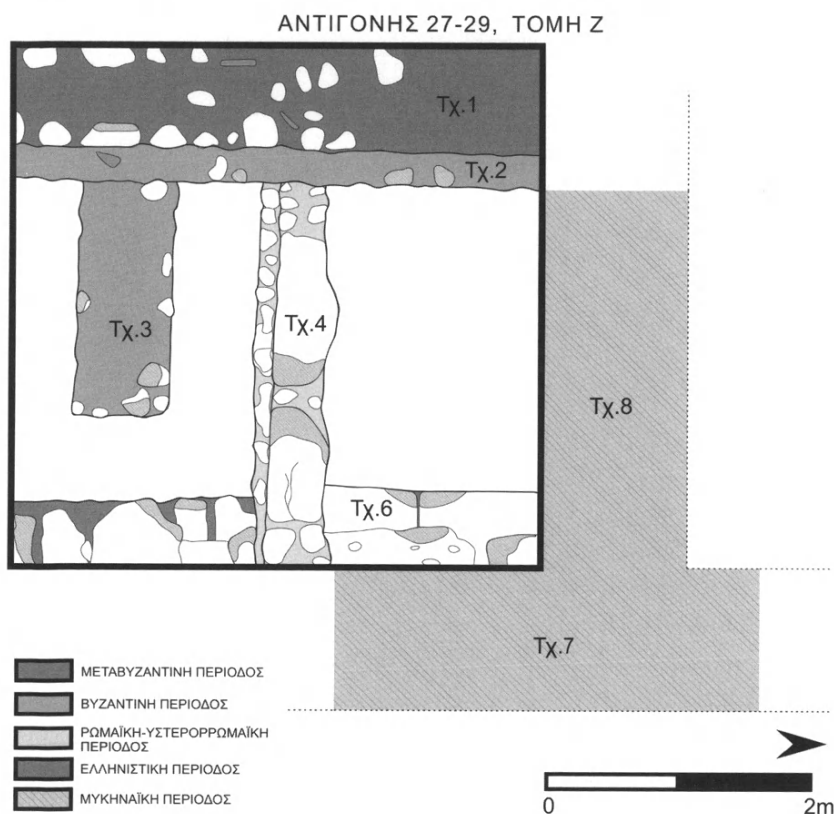 ΑΝΤΙΓΟΝΗΣ 27-29, ΤΟΜΗ Ζ
Τχ.1
Τχ.2
Τχ.3
Τχ.4
Τχ.8
Τχ.6
Τχ.7
ΜΕΤΑΒΥΖΑΝΤΙΝΗ ΠΕΡΙΟΔΟΣ
ΒΥΖΑΝΤΙΝΗ ΠΕΡΙΟΔΟΣ
ΡΩΜΑΪΚΗ-ΥΣΤΕΡΟΡΡΩΜΑΪΚΗ
ΠΕΡΙΟΔΟΣ
ΕΛΛΗΝΙΣΤΙΚΗ ΠΕΡΙΟΔΟΣ
ΜΥΚΗΝΑΪΚΗ ΠΕΡΙΟΔΟΣ
0 2m